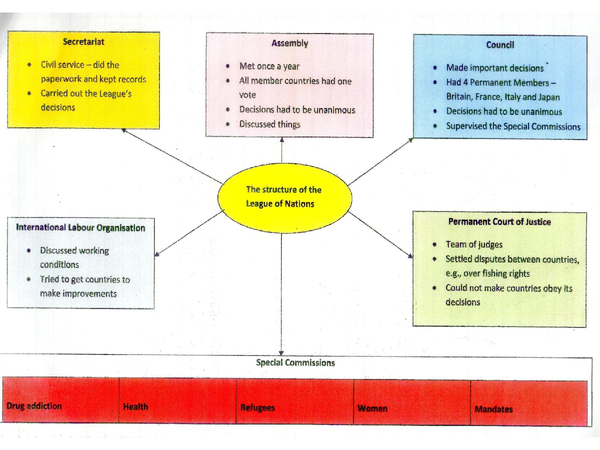 Secretariat
• Civil service – did the
paperwork and kept records
• Carried out the League's
decisions
Assembly
• Met once a year
• All member countries had one
vote
• Decisions had to be unanimous
• Discussed things
Council
• Made important decisions
• Had 4 Permanent Members –
Britain, France, Italy and Japan
• Decisions had to be unanimous
• Supervised the Special Commissions
The structure of the
League of Nations
International Labour Organisation
• Discussed working
conditions
• Tried to get countries to
make improvements
Permanent Court of Justice
• Team of judges
• Settled disputes between countries,
e.g., over fishing rights
• Could not make countries obey its
decisions
Special Commissions
Drug addiction
Health
Refugees
Women
Mandates